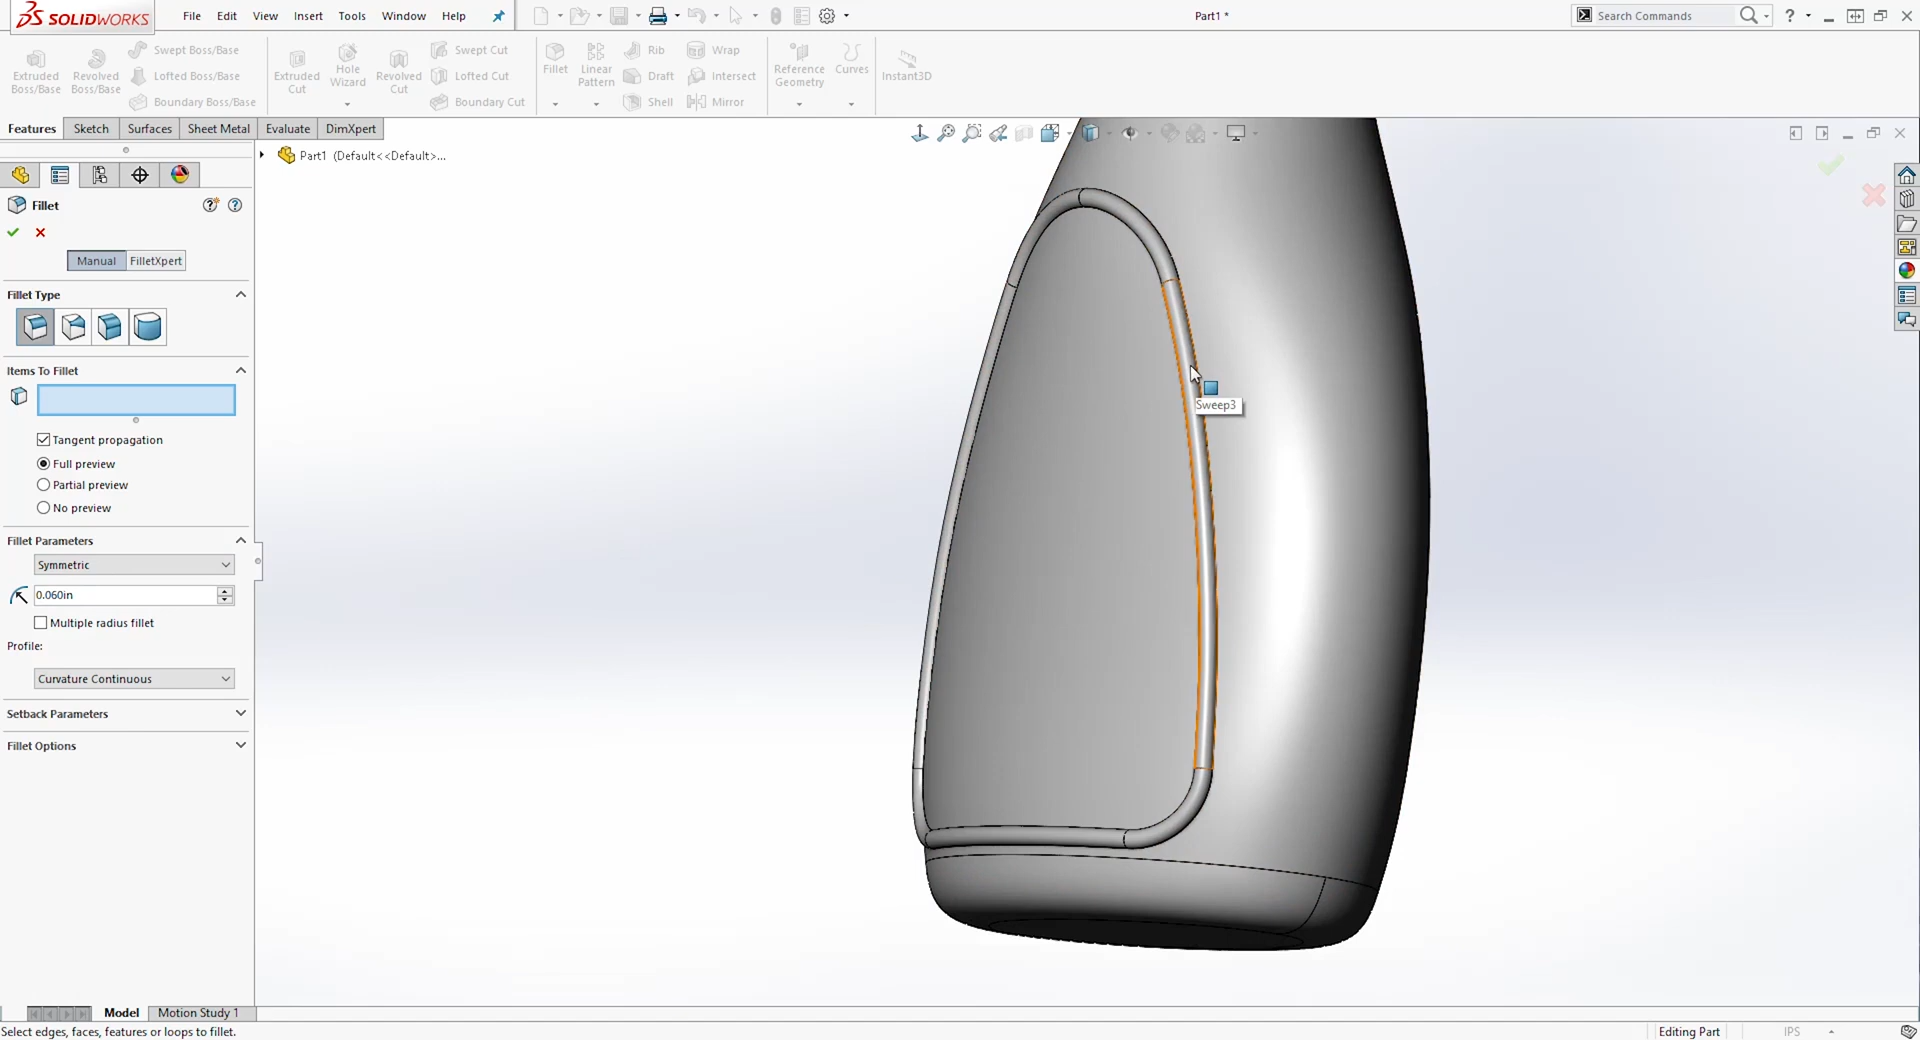 SOLIDWORKS File Edit View Insert Tools Window Help Part1 * Search Commands ?
Extruded Boss/Base
Revolved Boss/Base
Swept Boss/Base
Lofted Boss/Base
Boundary Boss/Base
Extruded Cut
Hole Wizard
Revolved Cut
Swept Cut
Lofted Cut
Boundary Cut
Fillet
Linear Pattern
Rib
Draft
Shell
Wrap
Intersect
Mirror
Reference Geometry
Curves
Instant3D
Features Sketch Surfaces Sheet Metal Evaluate DimXpert
Part1 (Default<<Default>...
Fillet
Manual FilletXpert
Fillet Type
Items To Fillet
Tangent propagation
Full preview
Partial preview
No preview
Fillet Parameters
Symmetric
0.060in
Multiple radius fillet
Profile:
Curvature Continuous
Setback Parameters
Fillet Options
Sweep3
Model Motion Study 1
Select edges, faces, features or loops to fillet. Editing Part IPS